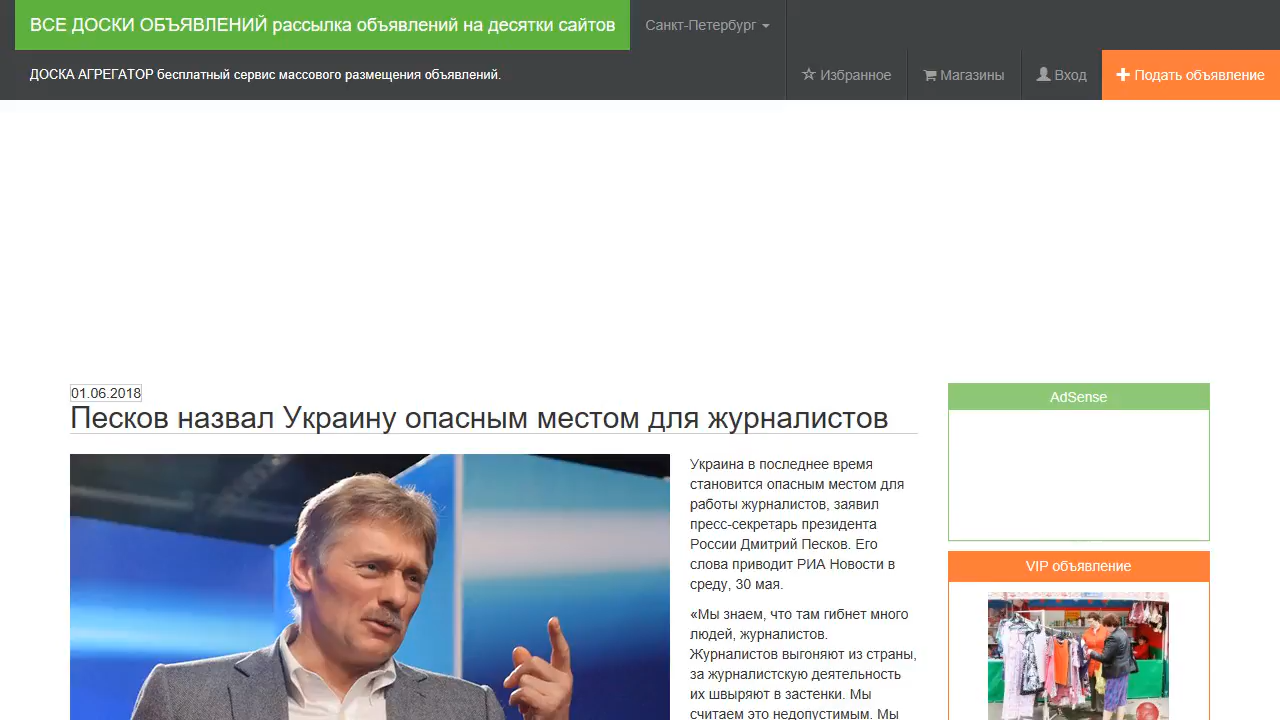 ВСЕ ДОСКИ ОБЪЯВЛЕНИЙ рассылка объявлений на десятки сайтов
Санкт-Петербург
ДОСКА АГРЕГАТОР бесплатный сервис массового размещения объявлений.
Избранное
Магазины
Вход
Подать объявление
01.06.2018
Песков назвал Украину опасным местом для журналистов
Украина в последнее время
становится опасным местом для
работы журналистов, заявил
пресс-секретарь президента
России Дмитрий Песков. Его
слова приводит РИА Новости в
среду, 30 мая.
«Мы знаем, что там гибнет много
людей, журналистов.
Журналистов выгоняют из страны,
за журналистскую деятельность
их швыряют в застенки. Мы
считаем это недопустимым. Мы
AdSense
VIP объявление